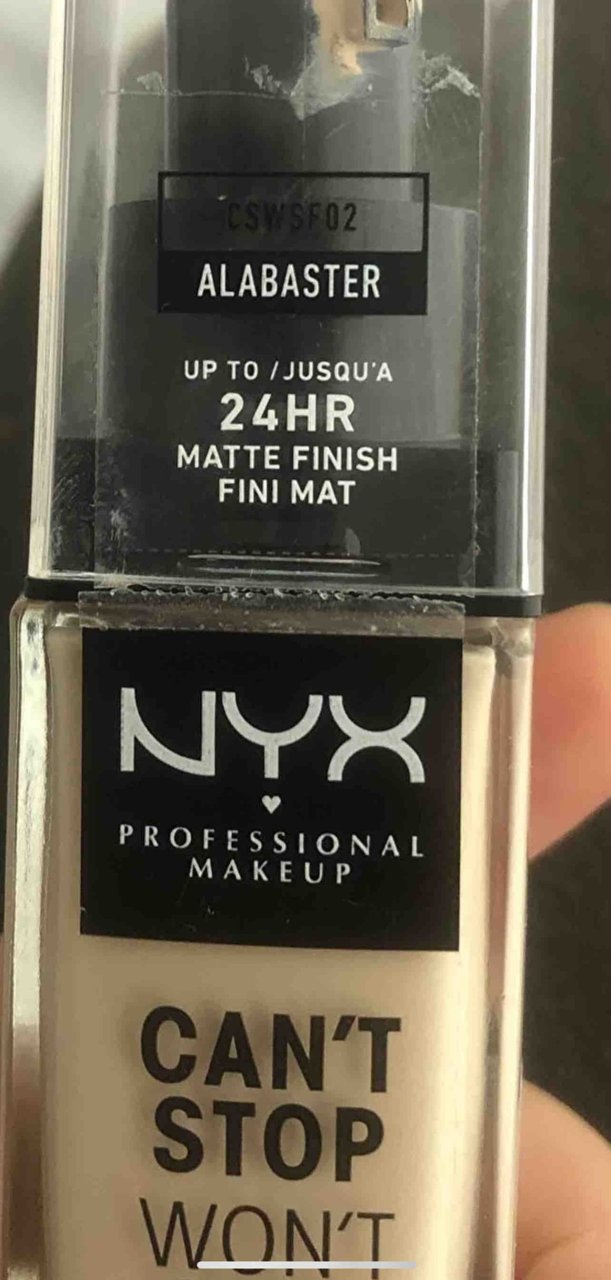 CSWSF02
ALABASTER
UP TO / JUSQU'A
24HR
MATTE FINISH
FINI MAT
NYX
PROFESSIONAL
MAKEUP
CAN'T
STOP
WON'T